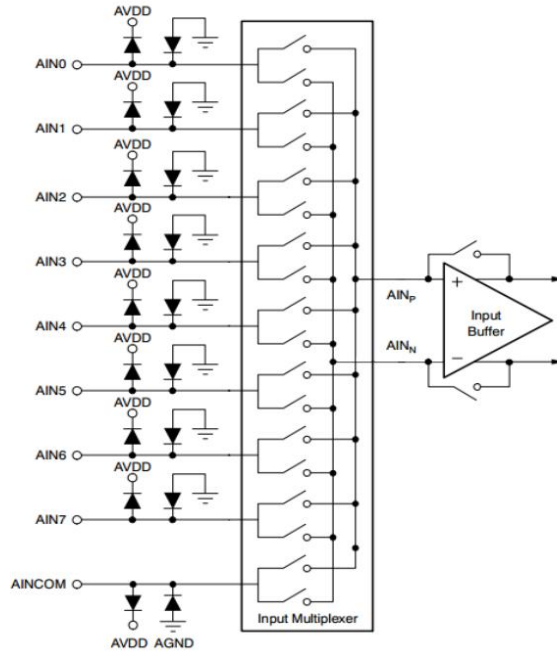 AVDD
AIN0
AVDD
AIN1
AVDD
AIN2
AVDD
AIN3
AVDD
AIN4
AVDD
AIN5
AVDD
AIN6
AVDD
AIN7
AINCOM
AVDD AGND
Input Multiplexer
AINP
AINN
+
Input
Buffer
−